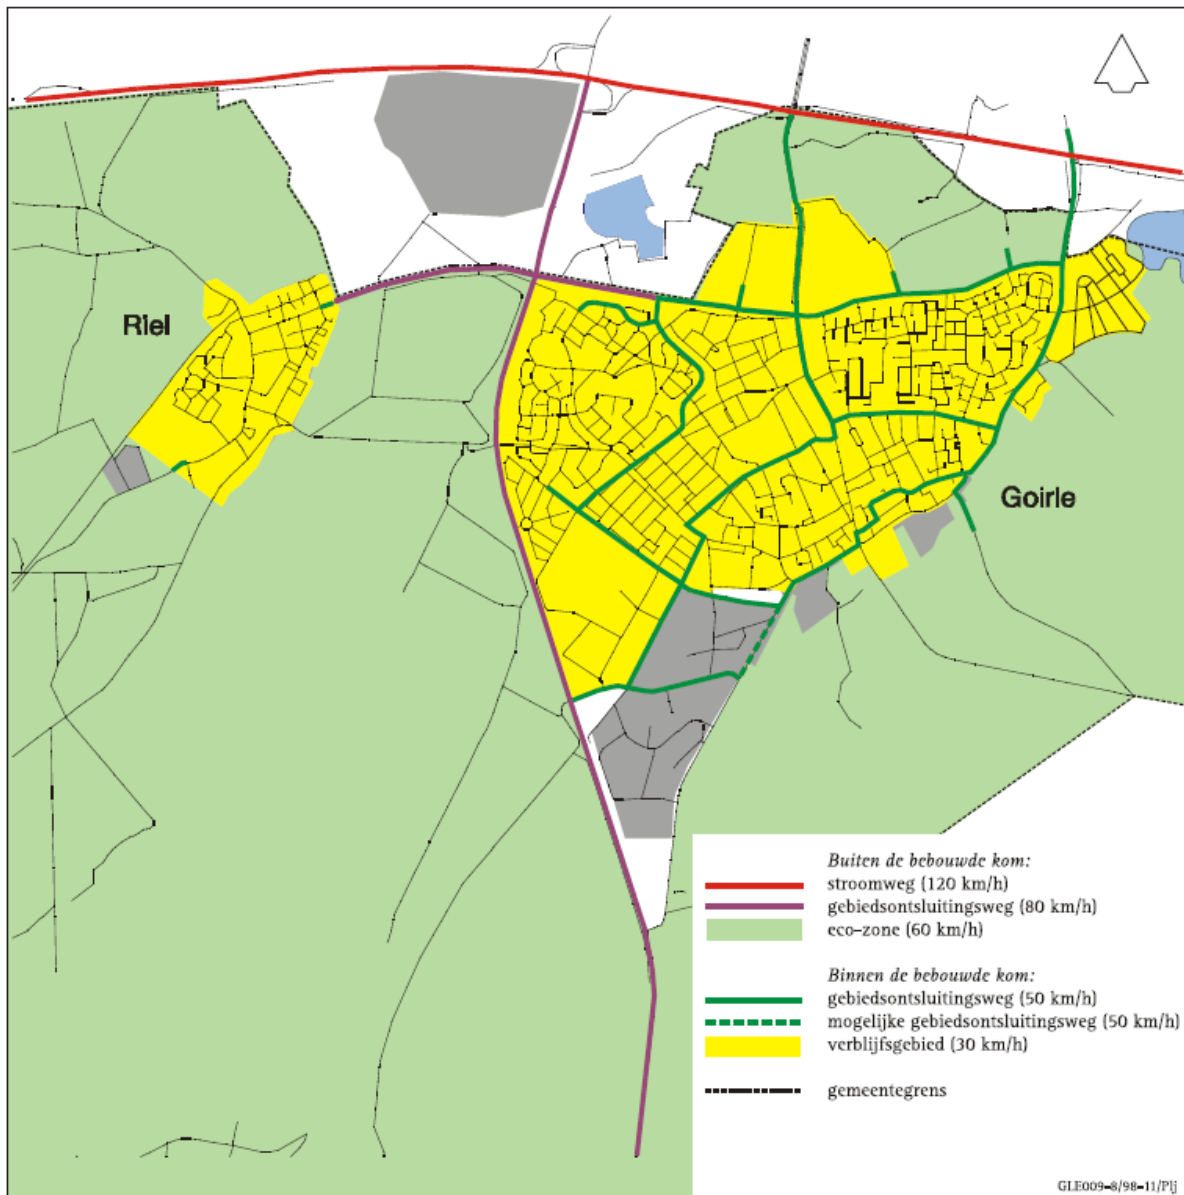 Riel
Goirle
Buiten de bebouwde kom:
stroomweg (120 km/h)
gebiedsontsluitingsweg (80 km/h)
eco-zone (60 km/h)
Binnen de bebouwde kom:
gebiedsontsluitingsweg (50 km/h)
mogelijke gebiedsontsluitingsweg (50 km/h)
verblijfsgebied (30 km/h)
gemeentegrens
GLE009-8/98-11/Plj